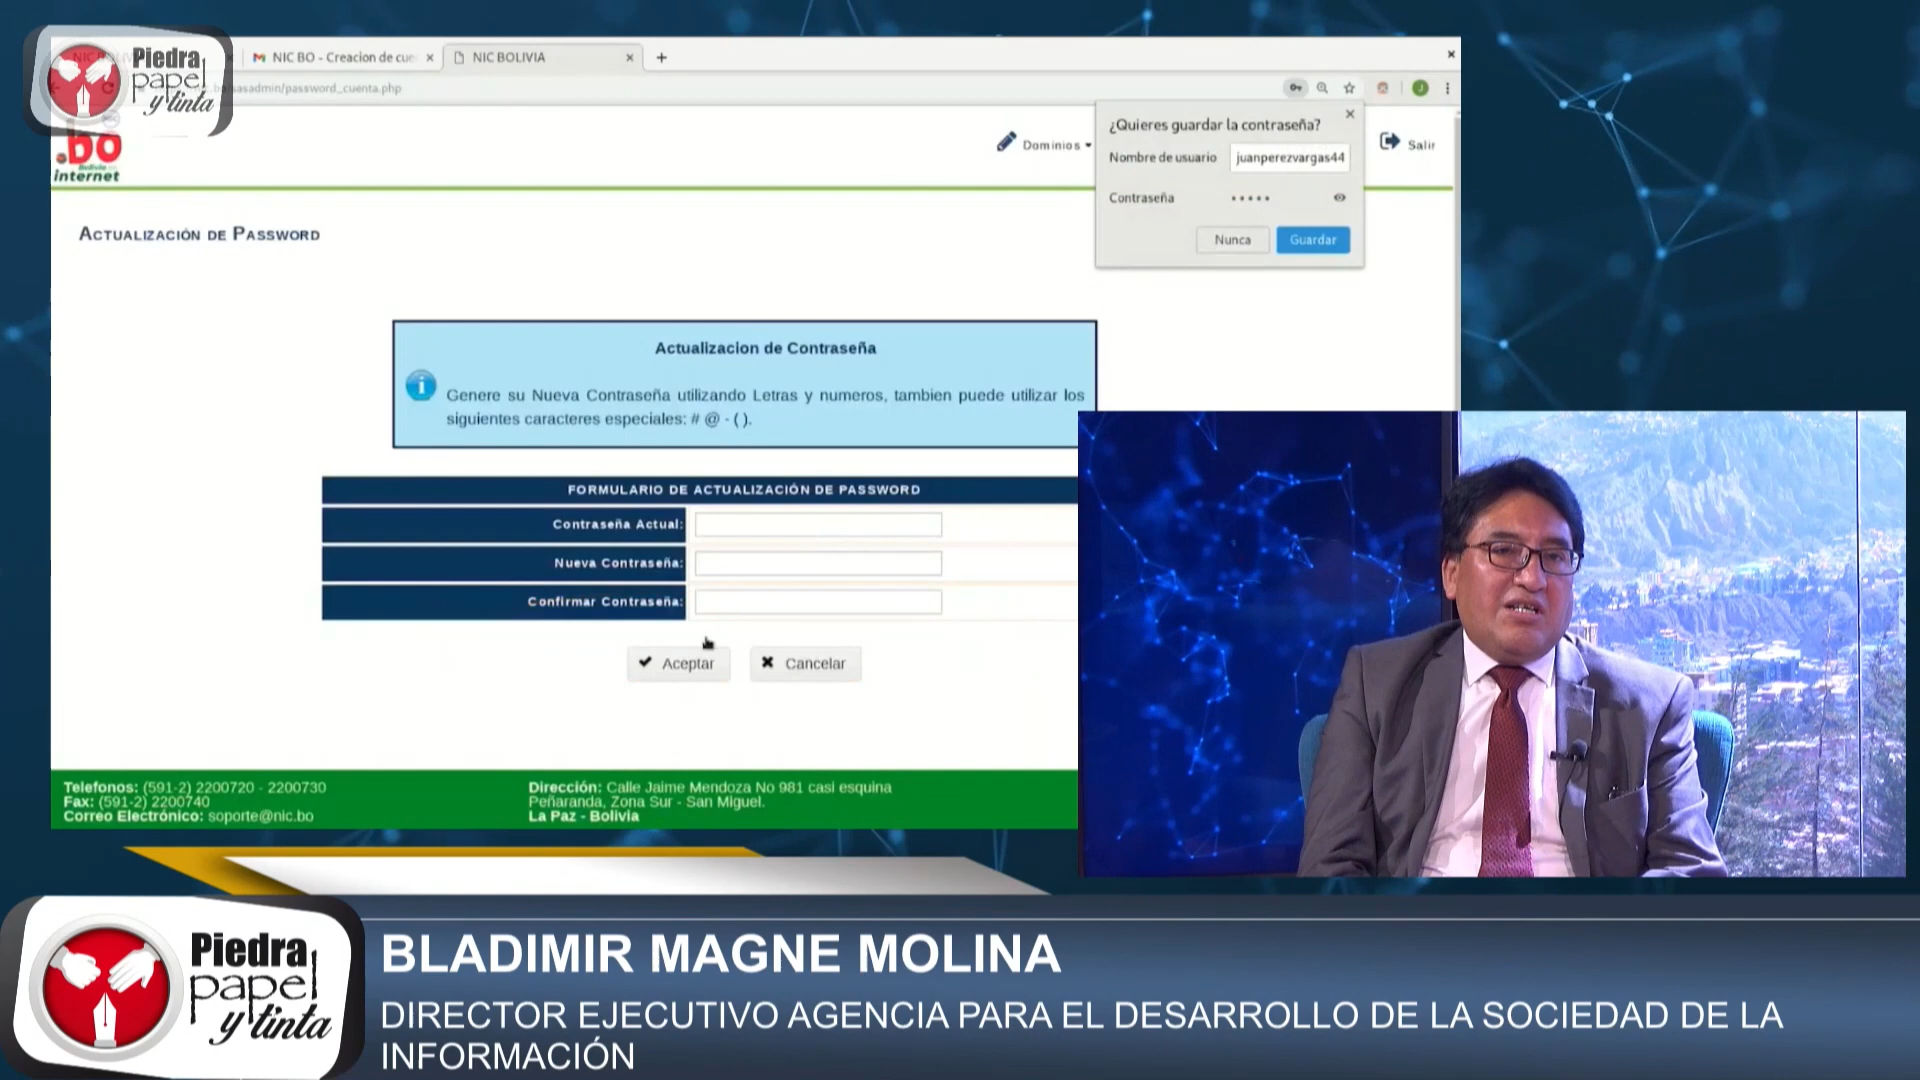 Piedra
papel
y tinta
NIC BO - Creacion de cue
NIC BOLIVIA
sasadmin/password_cuenta.php
.bo
internet
Dominios
Salir
¿Quieres guardar la contraseña?
Nombre de usuario juanperezvargas44
Contraseña •••••
Nunca Guardar
ACTUALIZACIÓN DE PASSWORD
Actualizacion de Contraseña
Genere su Nueva Contraseña utilizando Letras y numeros, tambien puede utilizar los
siguientes caracteres especiales: # @ - ( ).
FORMULARIO DE ACTUALIZACIÓN DE PASSWORD
Contraseña Actual:
Nueva Contraseña:
Confirmar Contraseña:
Aceptar Cancelar
Telefonos: (591-2) 2200720 - 2200730
Fax: (591-2) 2200740
Correo Electrónico: soporte@nic.bo
Dirección: Calle Jaime Mendoza No 981 casi esquina
Peñaranda, Zona Sur - San Miguel.
La Paz - Bolivia
Piedra
papel
y tinta
BLADIMIR MAGNE MOLINA
DIRECTOR EJECUTIVO AGENCIA PARA EL DESARROLLO DE LA SOCIEDAD DE LA
INFORMACIÓN